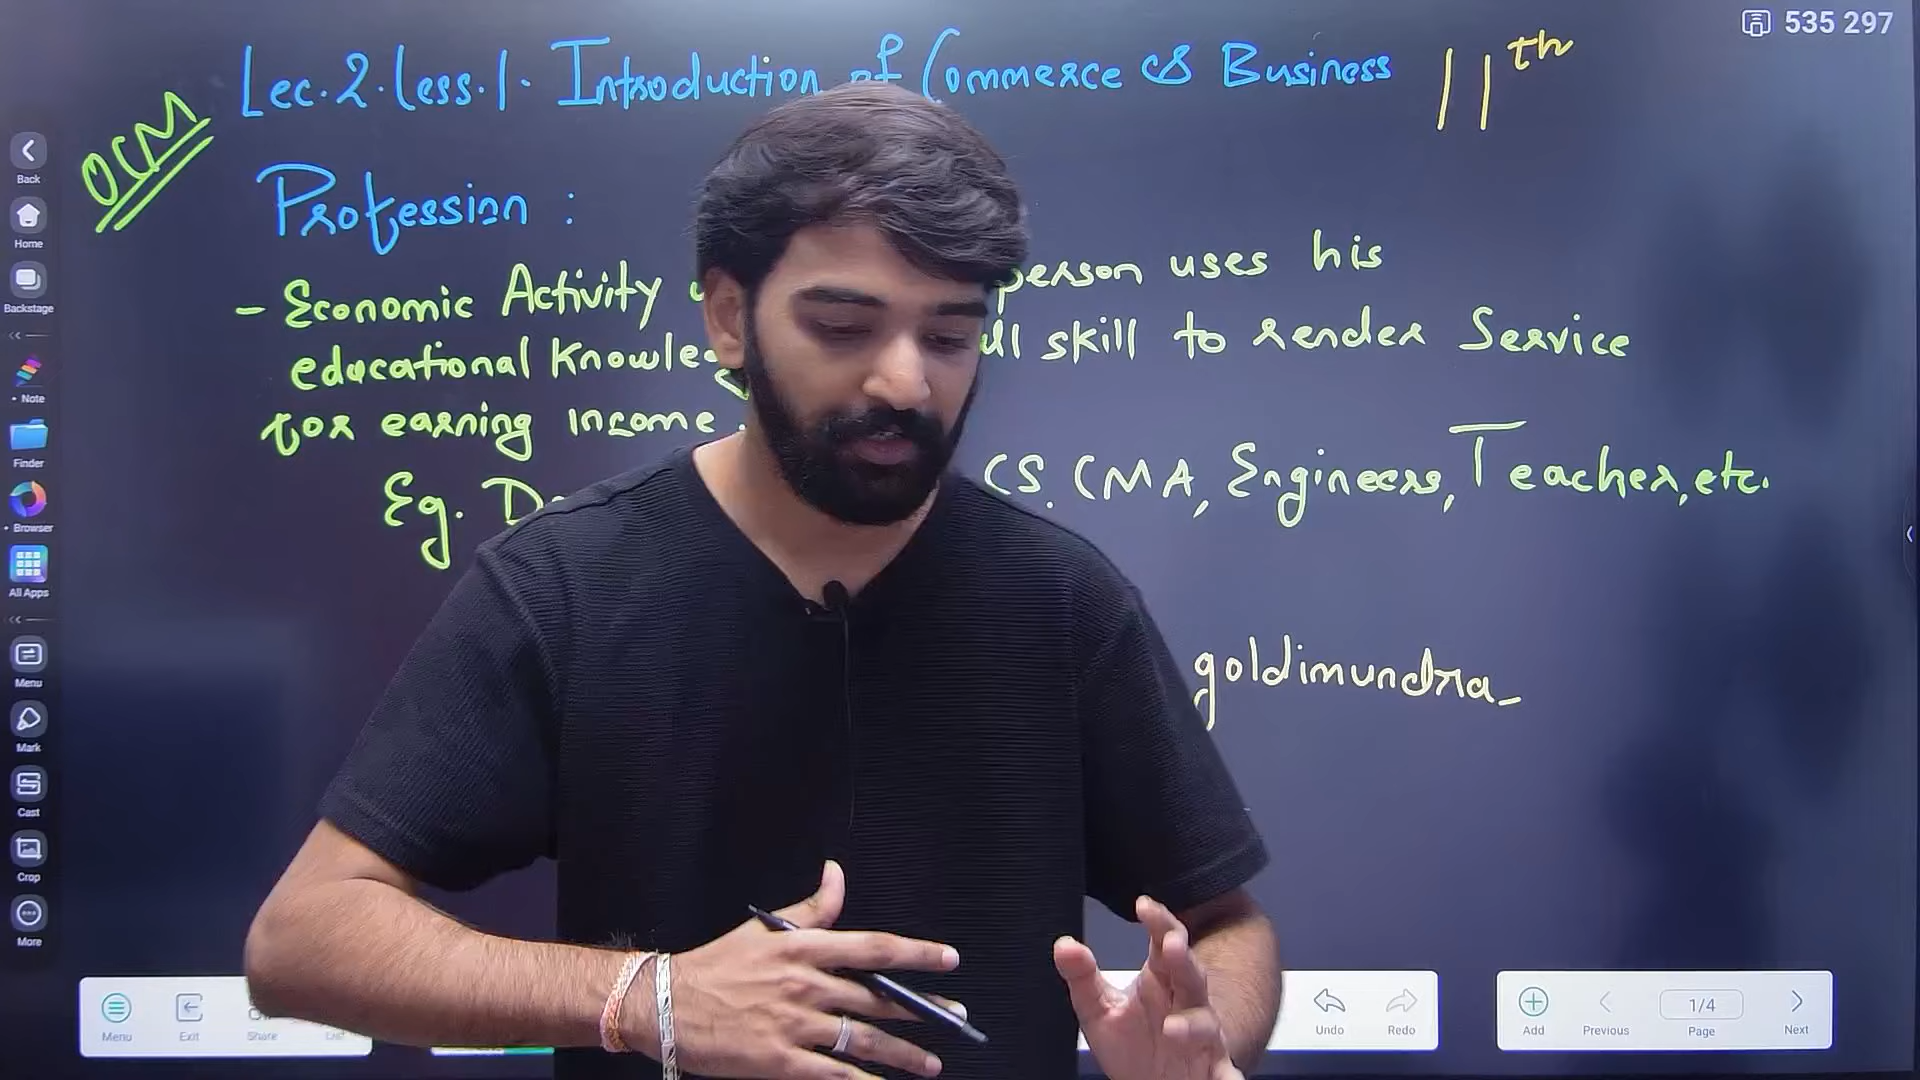 535 297
Lec.2.Less.1. Introduction of Commerce & Business 11th
OCM
Profession :
- Economic Activity person uses his
educational skill to render Service
for earning income.
Eg. CS. CMA, Engineers, Teacher, etc.
goldimundra_
Back
Home
Backstage
Note
Finder
Browser
All Apps
Menu
Mark
Cast
Crop
More
Menu Exit Share Undo Redo Add Previous 1/4 Page Next